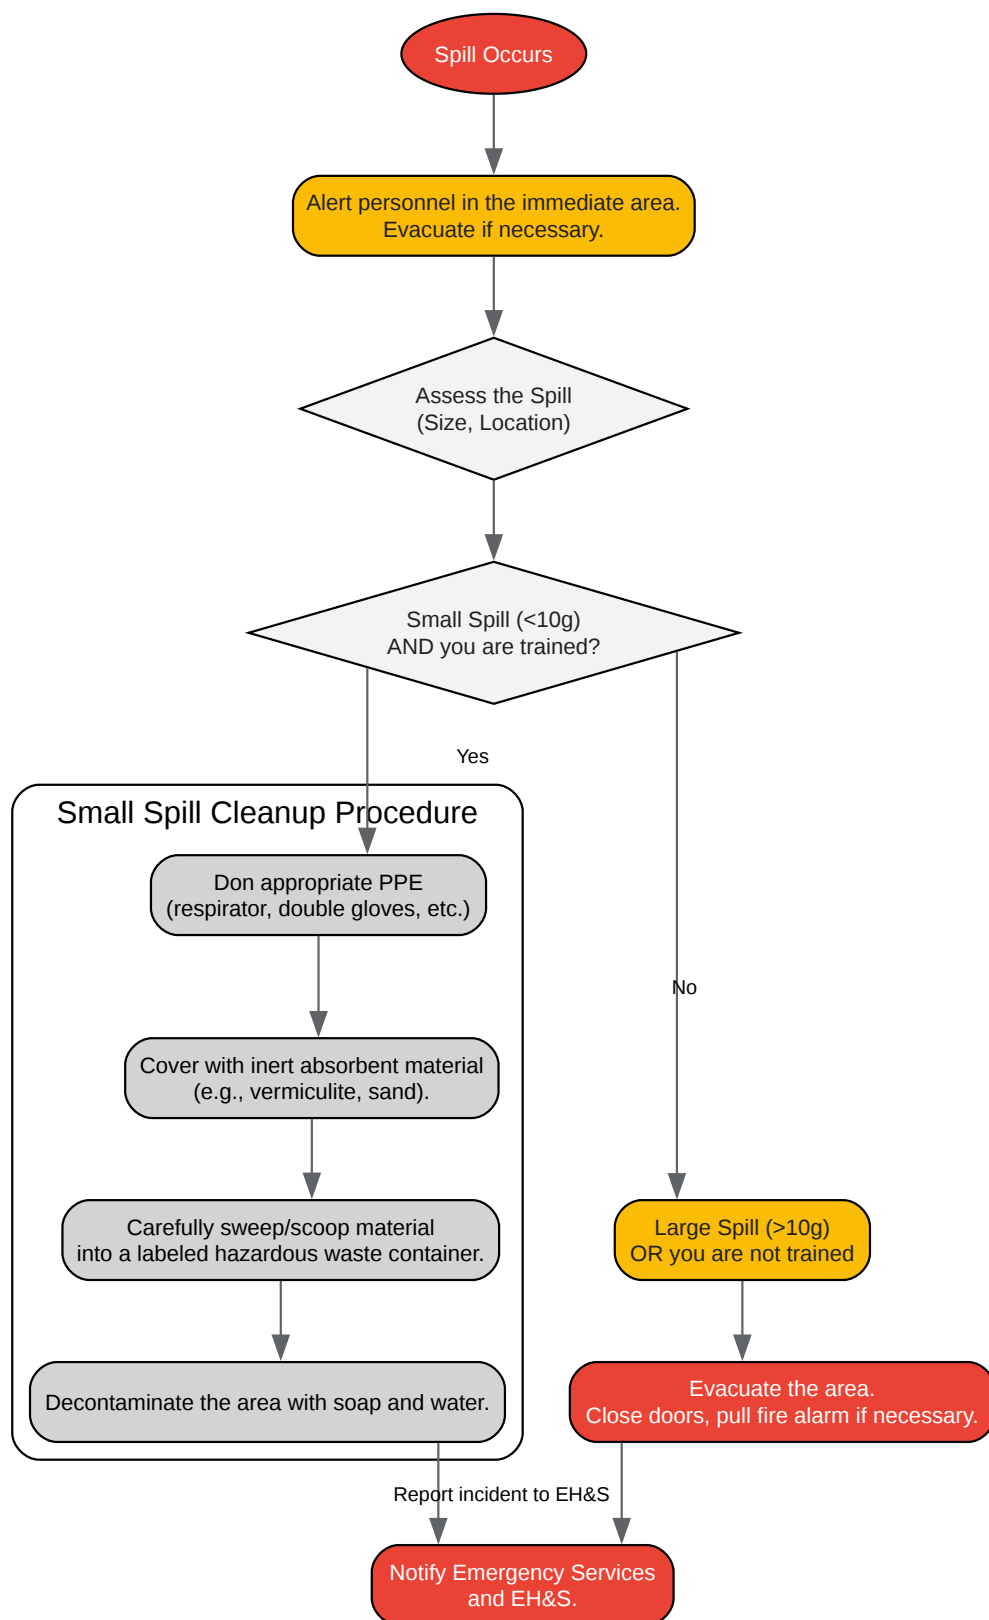 Spill Occurs
Alert personnel in the immediate area.
Evacuate if necessary.
Assess the Spill
(Size, Location)
Small Spill (<10g)
AND you are trained?
Yes
Small Spill Cleanup Procedure
Don appropriate PPE
(respirator, double gloves, etc.)
No
Cover with inert absorbent material
(e.g., vermiculite, sand).
Carefully sweep/scoop material
into a labeled hazardous waste container.
Large Spill (>10g)
OR you are not trained
Decontaminate the area with soap and water.
Evacuate the area.
Close doors, pull fire alarm if necessary.
Report incident to EH&S
Notify Emergency Services
and EH&S.